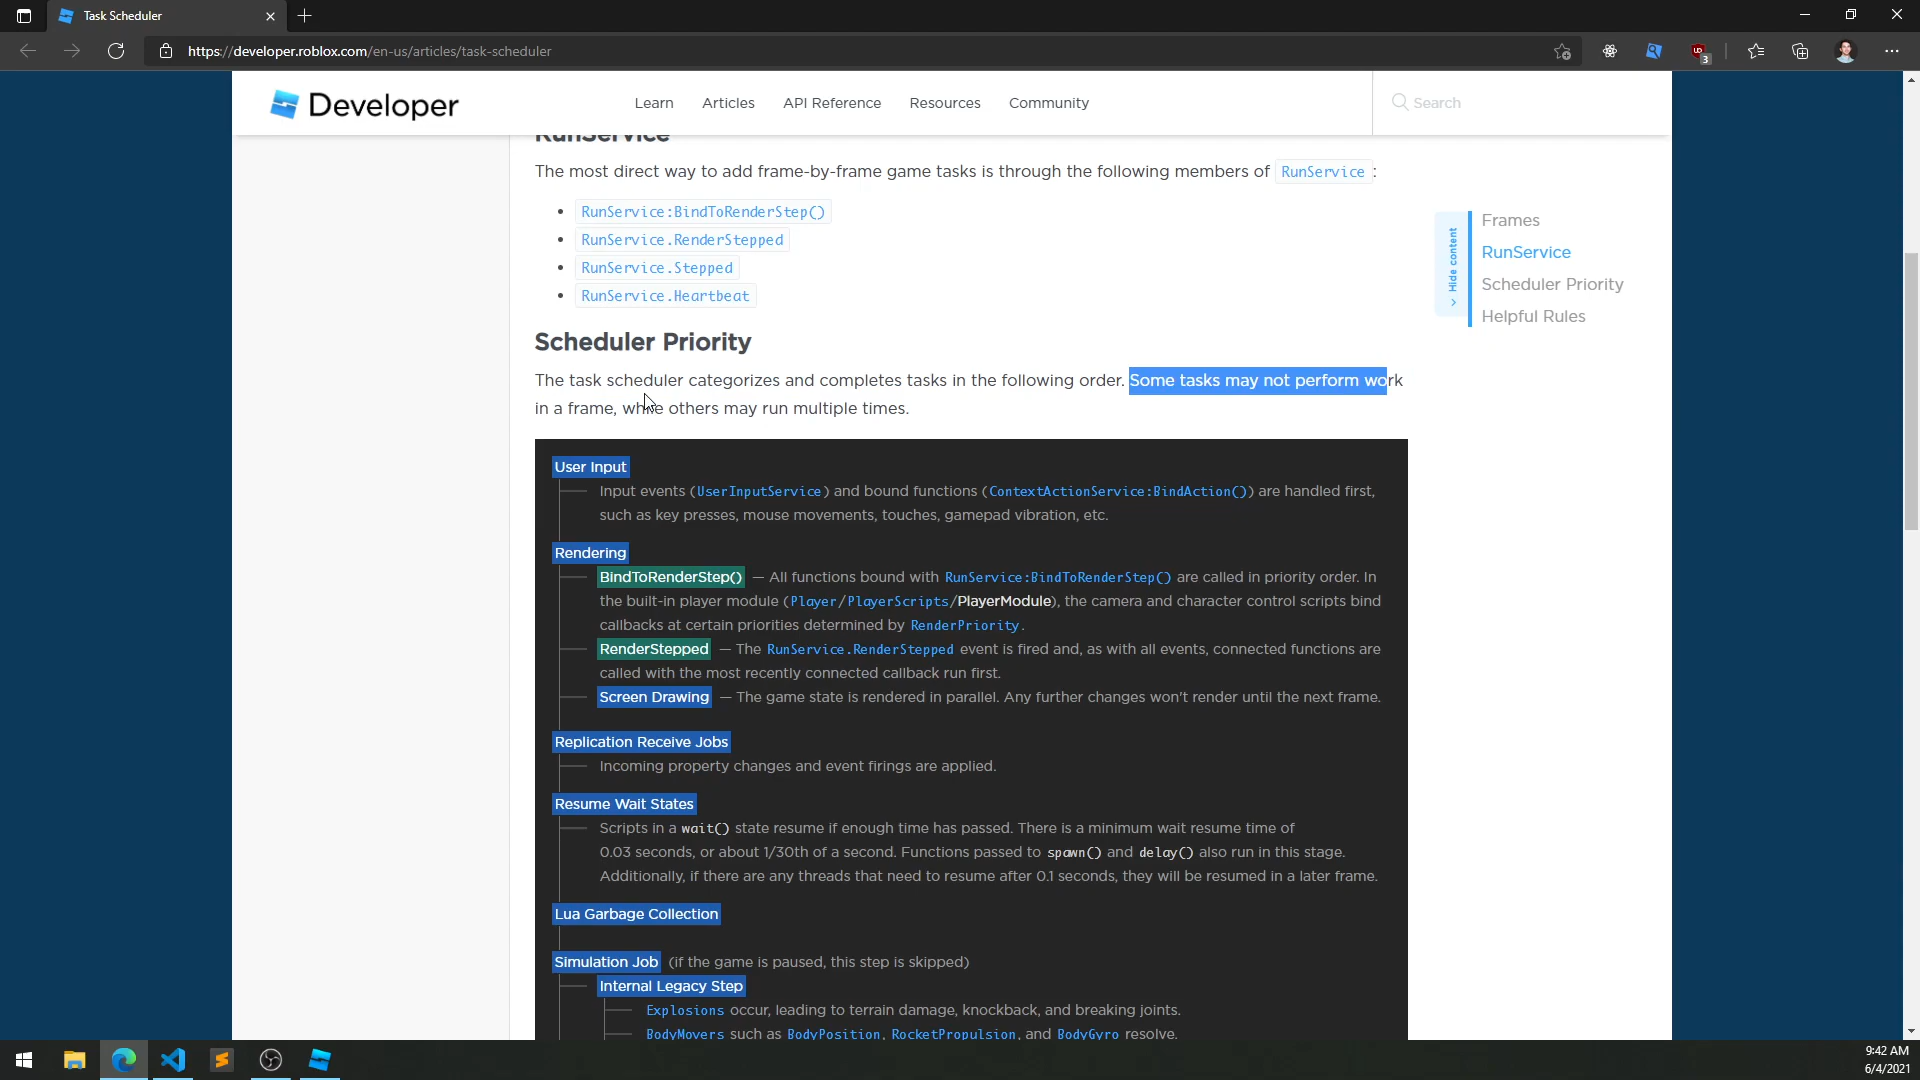 Task Scheduler
https://developer.roblox.com/en-us/articles/task-scheduler
3
Developer
Learn Articles API Reference Resources Community
Search
RunService
The most direct way to add frame-by-frame game tasks is through the following members of RunService :
RunService:BindToRenderStep()
RunService.RenderStepped
RunService.Stepped
RunService.Heartbeat
Hide content
Frames
RunService
Scheduler Priority
Helpful Rules
Scheduler Priority
The task scheduler categorizes and completes tasks in the following order. Some tasks may not perform work
in a frame, while others may run multiple times.
User Input
Input events (UserInputService) and bound functions (ContextActionService:BindAction()) are handled first,
such as key presses, mouse movements, touches, gamepad vibration, etc.
Rendering
BindToRenderStep() — All functions bound with RunService:BindToRenderStep() are called in priority order. In
the built-in player module (Player/PlayerScripts/PlayerModule), the camera and character control scripts bind
callbacks at certain priorities determined by RenderPriority.
RenderStepped — The RunService.RenderStepped event is fired and, as with all events, connected functions are
called with the most recently connected callback run first.
Screen Drawing — The game state is rendered in parallel. Any further changes won't render until the next frame.
Replication Receive Jobs
Incoming property changes and event firings are applied.
Resume Wait States
Scripts in a wait() state resume if enough time has passed. There is a minimum wait resume time of
0.03 seconds, or about 1/30th of a second. Functions passed to spawn() and delay() also run in this stage.
Additionally, if there are any threads that need to resume after 0.1 seconds, they will be resumed in a later frame.
Lua Garbage Collection
Simulation Job (if the game is paused, this step is skipped)
Internal Legacy Step
Explosions occur, leading to terrain damage, knockback, and breaking joints.
BodyMovers such as BodyPosition, RocketPropulsion, and BodyGyro resolve.
9:42 AM
6/4/2021